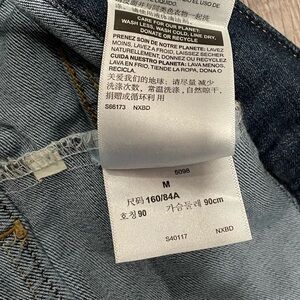 CARE FOR OUR PLANET:
WASH LESS, WASH COLD, LINE DRY,
DONATE OR RECYCLE
PRENEZ SOIN DE NOTRE PLANETE: LAVEZ
MOINS, LAVEZ A FROID, LAISSEZ SECHER
CUIDA NUESTRO PLANETA: LAVA MENOS,
LAVA EN FRIO, TIENDE LA ROPA, DONA O
RECICLA
关爱我们的地球: 请尽量减少
洗涤次数, 常温洗涤, 自然晾干,
捐赠或循环利用
S66173 NXBD
5098
M
尺码 160/84A
호칭 90 가슴둘레 90cm
NXBD
S40117